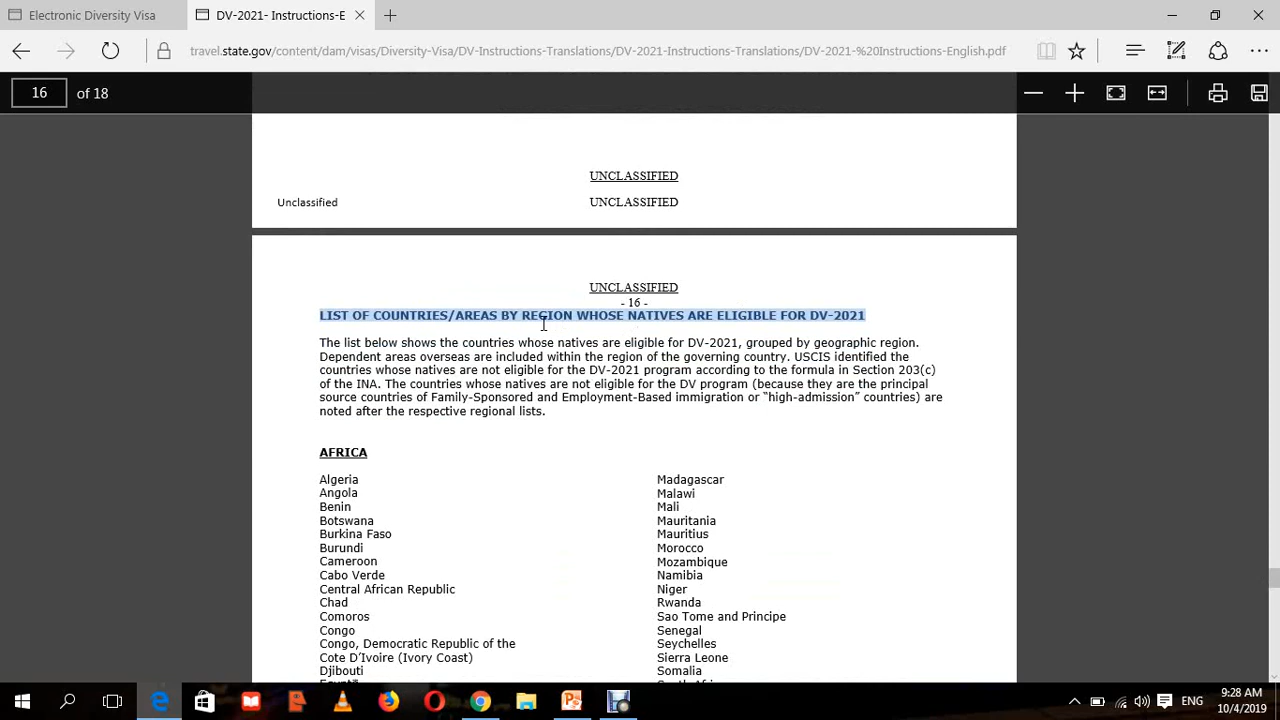 Electronic Diversity Visa
DV-2021- Instructions-E
travel.state.gov/content/dam/visas/Diversity-Visa/DV-Instructions-Translations/DV-2021-Instructions-Translations/DV-2021-%20Instructions-English.pdf
16 of 18
UNCLASSIFIED
Unclassified UNCLASSIFIED
UNCLASSIFIED
- 16 -
LIST OF COUNTRIES/AREAS BY REGION WHOSE NATIVES ARE ELIGIBLE FOR DV-2021
The list below shows the countries whose natives are eligible for DV-2021, grouped by geographic region.
Dependent areas overseas are included within the region of the governing country. USCIS identified the
countries whose natives are not eligible for the DV-2021 program according to the formula in Section 203(c)
of the INA. The countries whose natives are not eligible for the DV program (because they are the principal
source countries of Family-Sponsored and Employment-Based immigration or “high-admission” countries) are
noted after the respective regional lists.
AFRICA
Algeria
Angola
Benin
Botswana
Burkina Faso
Burundi
Cameroon
Cabo Verde
Central African Republic
Chad
Comoros
Congo
Congo, Democratic Republic of the
Cote D’Ivoire (Ivory Coast)
Djibouti
Madagascar
Malawi
Mali
Mauritania
Mauritius
Morocco
Mozambique
Namibia
Niger
Rwanda
Sao Tome and Principe
Senegal
Seychelles
Sierra Leone
Somalia
ENG
9:28 AM
10/4/2019